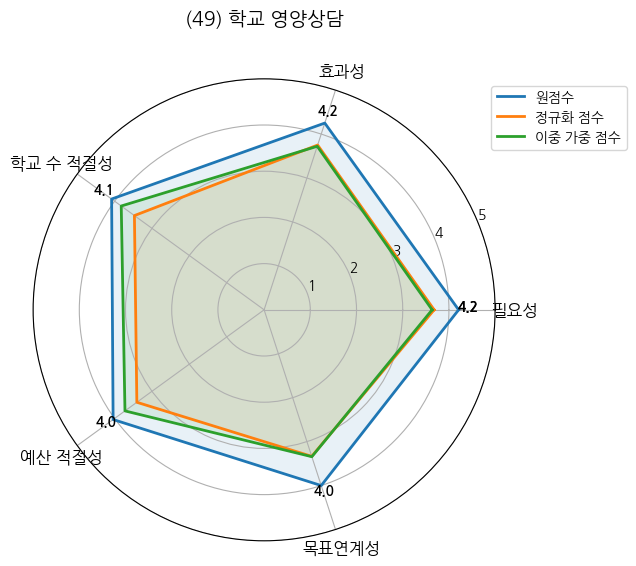 (49) 학교 영양상담
효과성
4.2
원점수
정규화 점수
이중 가중 점수
학교 수 적절성
4.1
5
4
3
2
1
4.2
필요성
4.0
예산 적절성
4.0
목표연계성